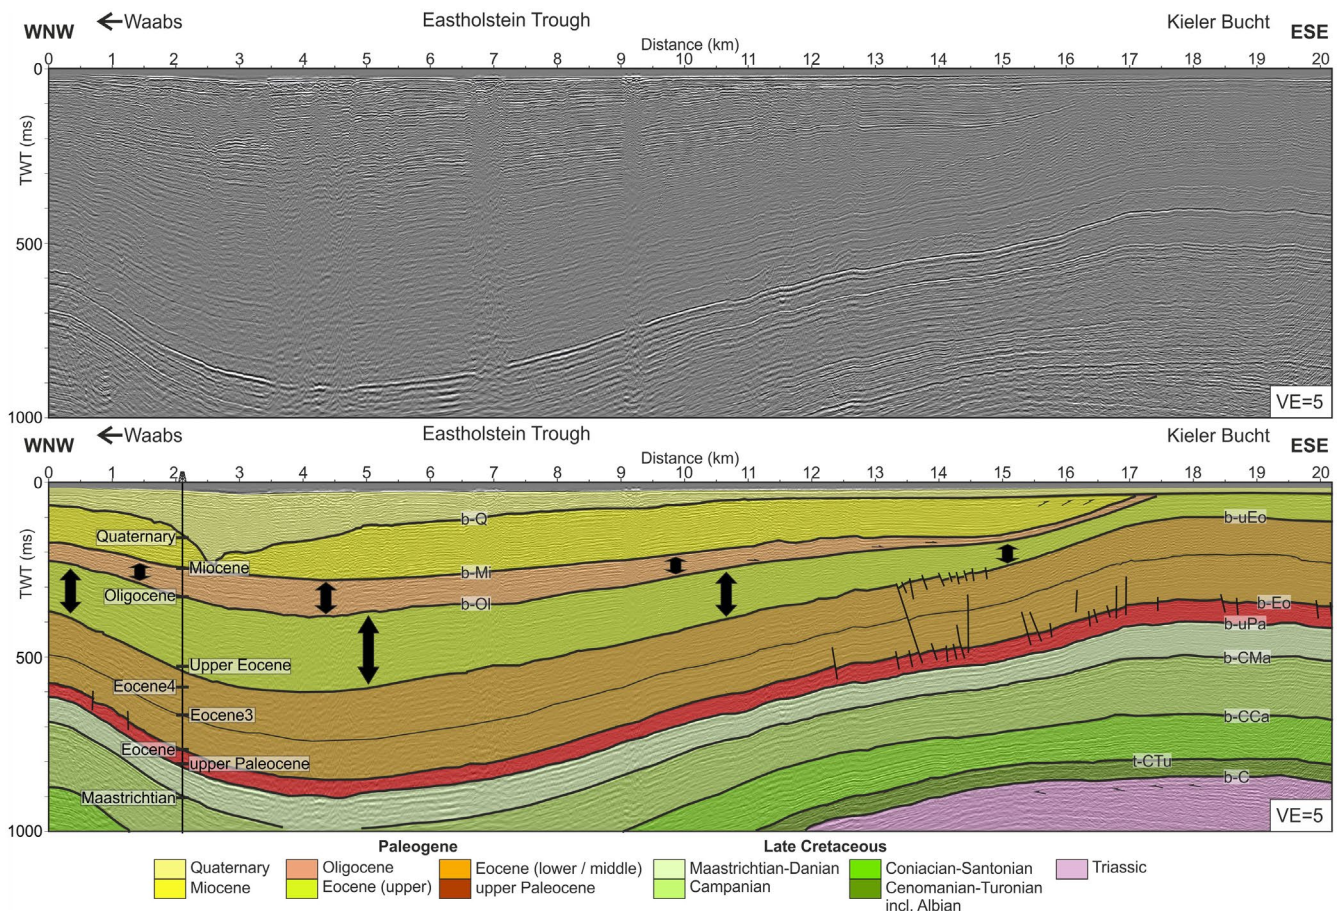 WNW
Waabs
Eastholstein Trough
Kieler Bucht
ESE
Distance (km)
0 1 2 3 4 5 6 7 8 9 10 11 12 13 14 15 16 17 18 19 20
0
TWT (ms)
500
1000
VE=5
WNW
Waabs
Eastholstein Trough
Kieler Bucht
ESE
Distance (km)
0 1 2 3 4 5 6 7 8 9 10 11 12 13 14 15 16 17 18 19 20
0
TWT (ms)
500
1000
b-Q
b-uEo
Quaternary
Miocene
b-Mi
Oligocene
b-Ol
b-Eo
b-uPa
Upper Eocene
b-CMa
Eocene4
Eocene3
b-CCa
Eocene
upper Paleocene
t-CTu
b-C
Maastrichtian
VE=5
Paleogene
Late Cretaceous
Quaternary
Oligocene
Eocene (lower / middle)
Maastrichtian-Danian
Coniacian-Santonian
Triassic
Miocene
Eocene (upper)
upper Paleocene
Campanian
Cenomanian-Turonian
incl. Albian